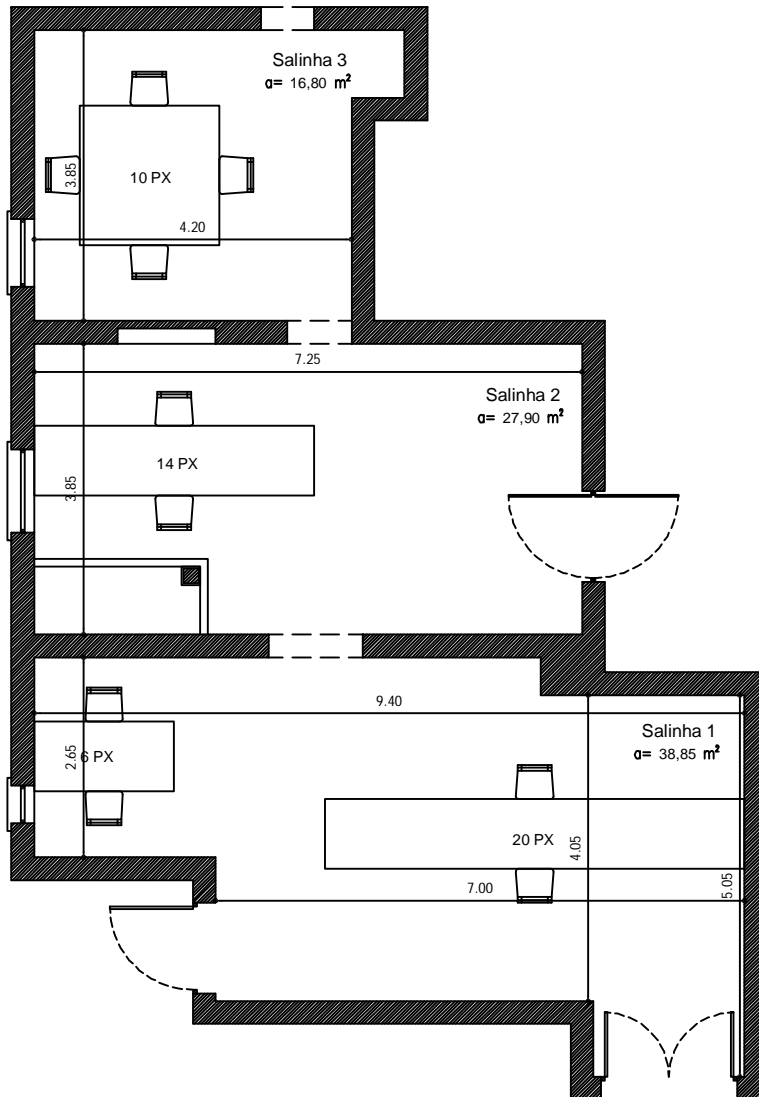 Salinha 3
a= 16,80 m²
10 PX
3.85
4.20
7.25
Salinha 2
a= 27,90 m²
14 PX
3.85
9.40
Salinha 1
a= 38,85 m²
6 PX
2.65
20 PX
4.05
5.05
7.00